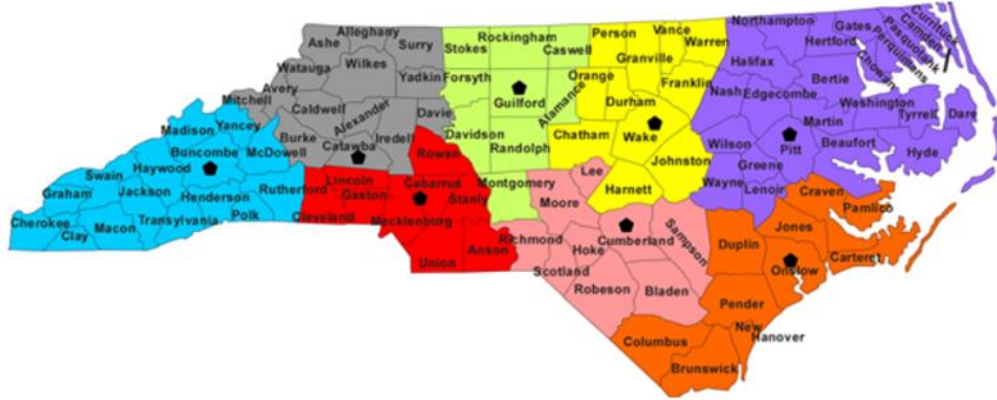 Ashe
Alleghany
Surry
Watauga
Wilkes
Yadkin
Mitchell
Avery
Caldwell
Alexander
Davie
Burke
Catawba
Iredell
Stokes
Rockingham
Caswell
Forsyth
Guilford
Alamance
Davidson
Randolph
Montgomery
Person
Vance
Warren
Granville
Orange
Franklin
Durham
Chatham
Wake
Johnston
Harnett
Northampton
Gates
Currituck
Camden
Pasquotank
Perquimans
Chowan
Hertford
Halifax
Bertie
Nash
Edgecombe
Washington
Martin
Tyrrell
Dare
Wilson
Pitt
Beaufort
Hyde
Greene
Wayne
Lenoir
Madison
Yancey
Buncombe
McDowell
Haywood
Swain
Graham
Jackson
Henderson
Rutherford
Cherokee
Clay
Macon
Transylvania
Polk
Rowan
Lincoln
Gaston
Cabarrus
Stanly
Cleveland
Mecklenburg
Union
Anson
Lee
Moore
Richmond
Cumberland
Sampson
Hoke
Scotland
Robeson
Bladen
Craven
Pamlico
Jones
Duplin
Onslow
Carteret
Pender
New
Hanover
Columbus
Brunswick